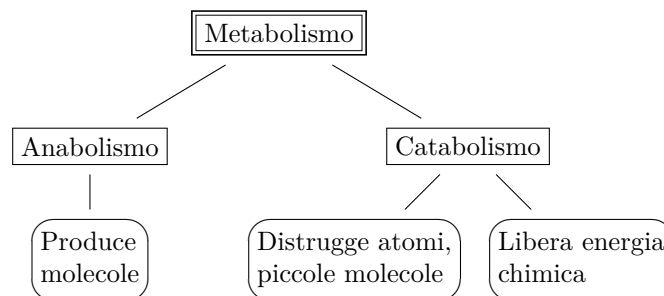 Metabolismo
Anabolismo
Catabolismo
Produce
molecole
Distrugge atomi,
piccole molecole
Libera energia
chimica